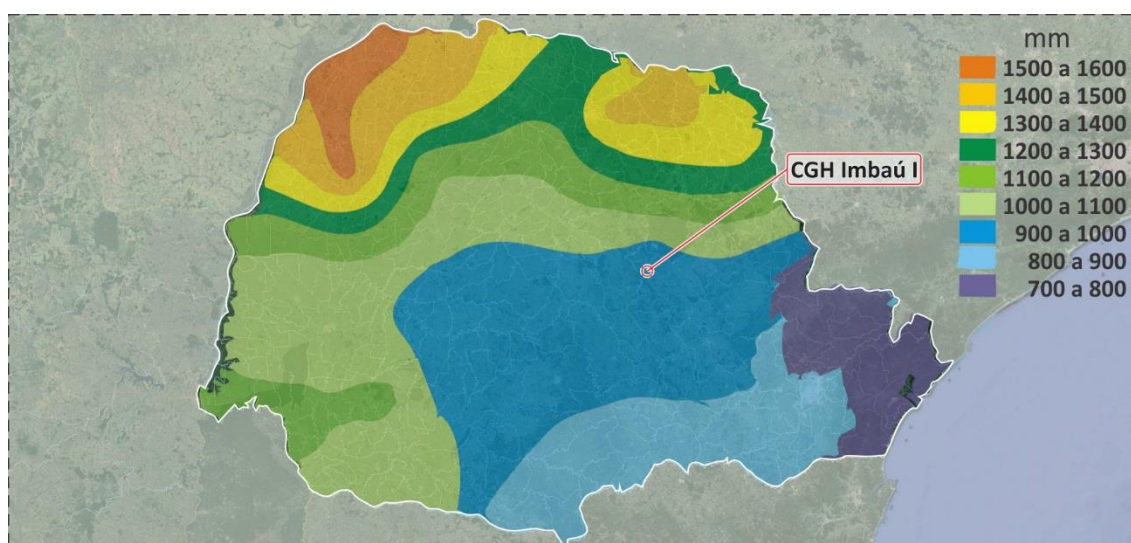 mm
1500 a 1600
1400 a 1500
1300 a 1400
1200 a 1300
1100 a 1200
1000 a 1100
900 a 1000
800 a 900
700 a 800
CGH Imbaú I